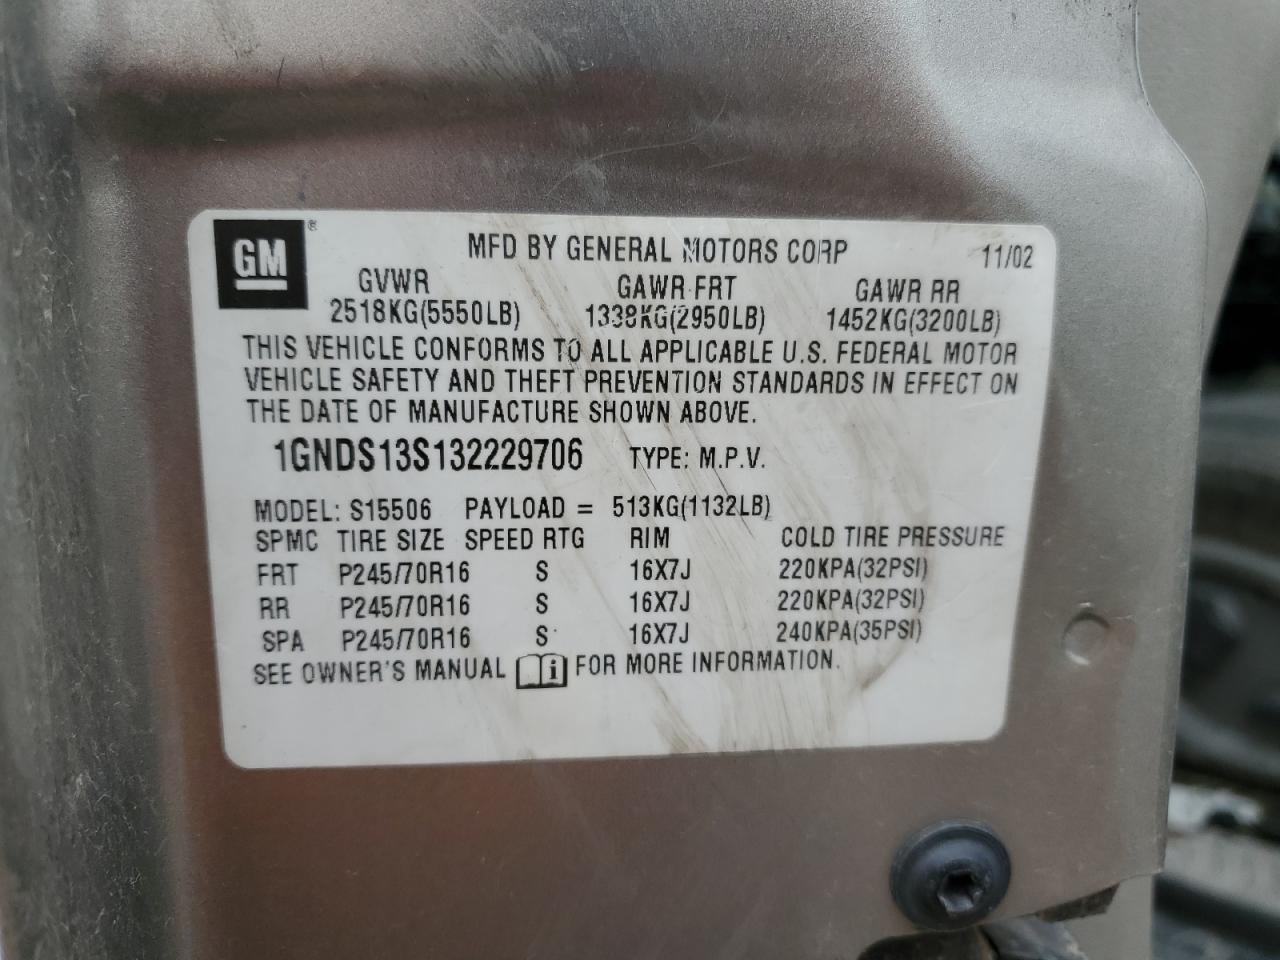 GM ® MFD BY GENERAL MOTORS CORP 11/02
GVWR GAWR FRT GAWR RR
2518KG(5550LB) 1338KG(2950LB) 1452KG(3200LB)
THIS VEHICLE CONFORMS TO ALL APPLICABLE U.S. FEDERAL MOTOR
VEHICLE SAFETY AND THEFT PREVENTION STANDARDS IN EFFECT ON
THE DATE OF MANUFACTURE SHOWN ABOVE.
1GNDS13S132229706 TYPE: M.P.V.
MODEL: S15506 PAYLOAD = 513KG(1132LB)
SPMC TIRE SIZE SPEED RTG RIM COLD TIRE PRESSURE
FRT P245/70R16 S 16X7J 220KPA(32PSI)
RR P245/70R16 S 16X7J 220KPA(32PSI)
SPA P245/70R16 S 16X7J 240KPA(35PSI)
SEE OWNER'S MANUAL i FOR MORE INFORMATION.